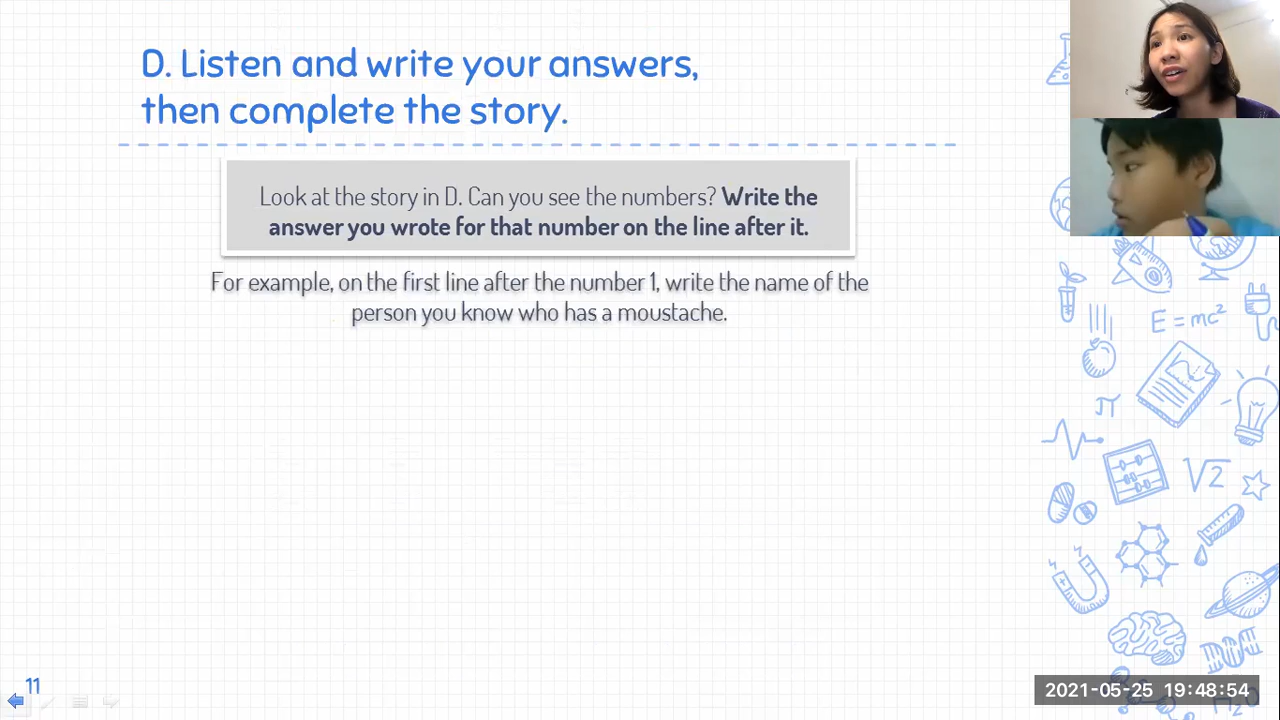 D. Listen and write your answers,
then complete the story.
Look at the story in D. Can you see the numbers? Write the
answer you wrote for that number on the line after it.
For example, on the first line after the number 1, write the name of the
person you know who has a moustache.
E = mc²
π
√2
11
2021-05-25 19:48:54
H₂O